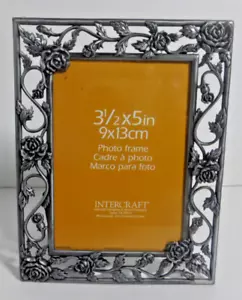 3½x5in
9x13cm
Photo frame
Cadre à photo
Marco para foto
INTERCRAFT